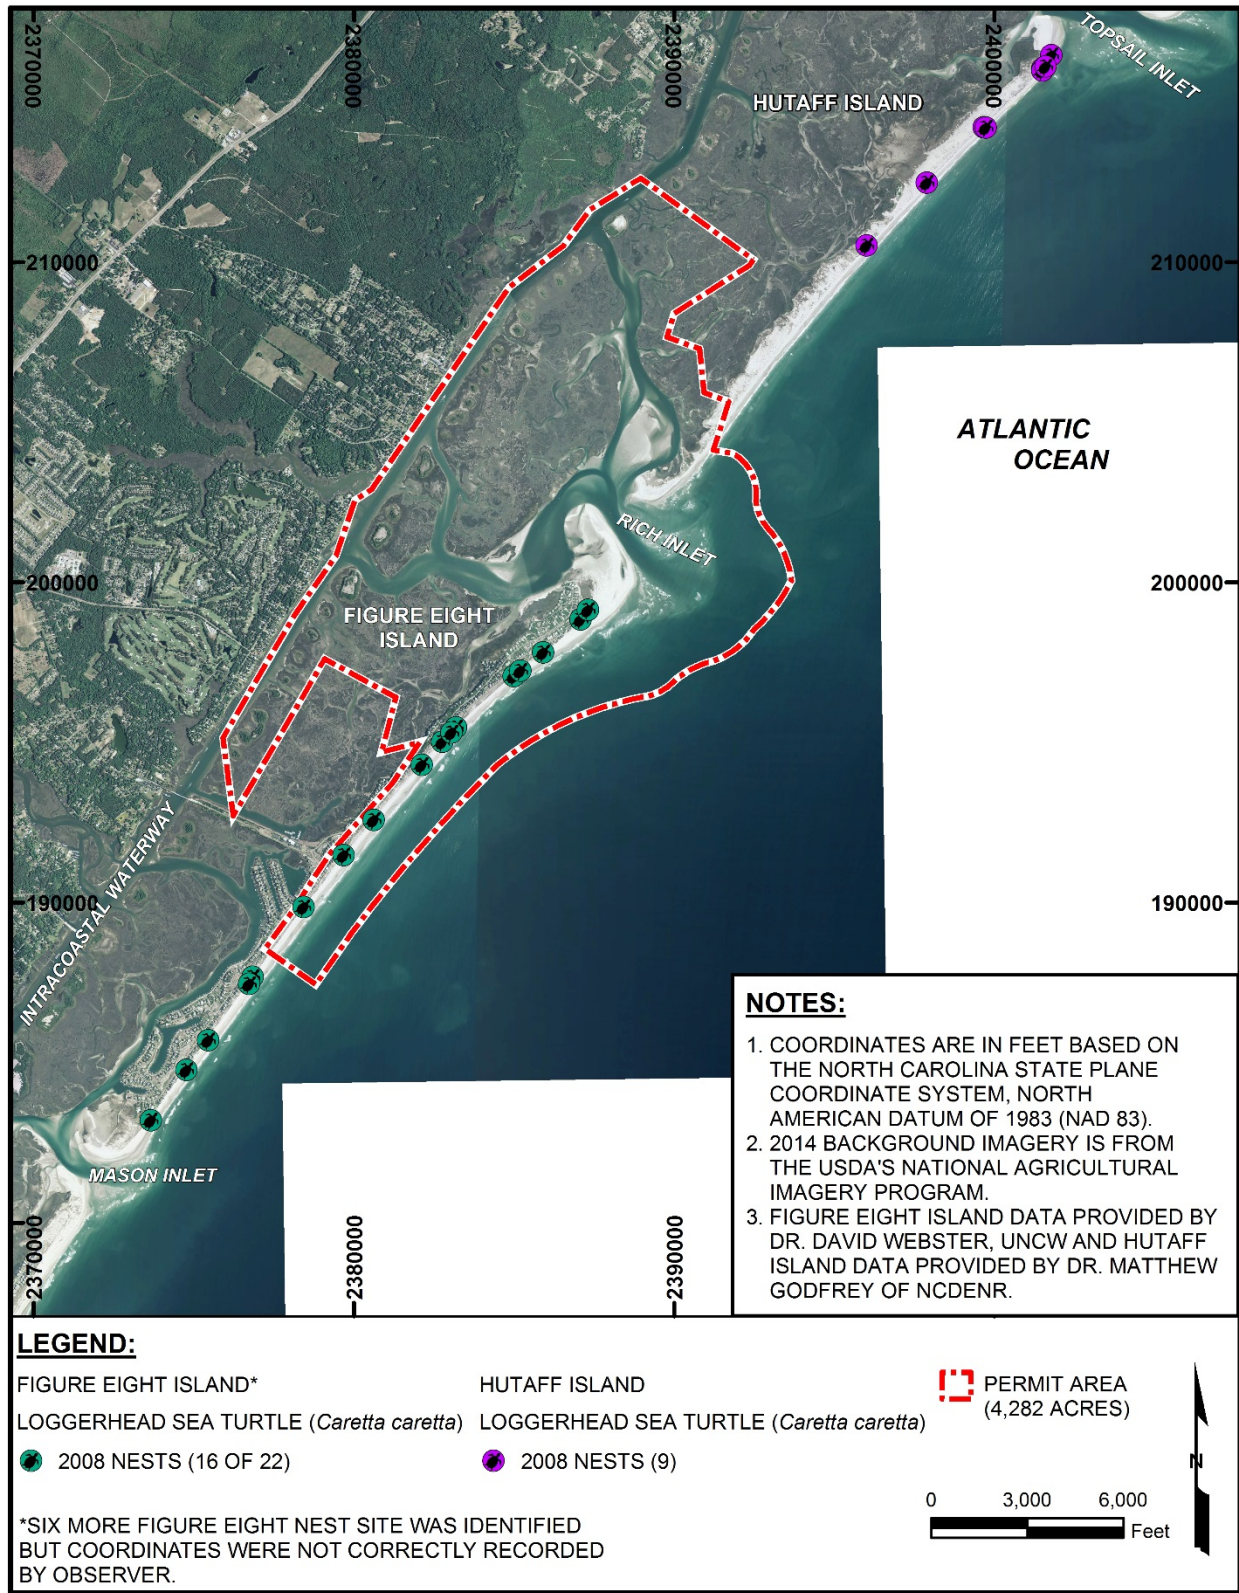 2370000
2380000
2390000
2400000
TOPSAIL INLET
HUTAFF ISLAND
210000
210000
ATLANTIC
OCEAN
RICH INLET
200000
200000
FIGURE EIGHT
ISLAND
INTRACOASTAL WATERWAY
190000
190000
MASON INLET
2370000
2380000
2390000
NOTES:
1. COORDINATES ARE IN FEET BASED ON
THE NORTH CAROLINA STATE PLANE
COORDINATE SYSTEM, NORTH
AMERICAN DATUM OF 1983 (NAD 83).
2. 2014 BACKGROUND IMAGERY IS FROM
THE USDA'S NATIONAL AGRICULTURAL
IMAGERY PROGRAM.
3. FIGURE EIGHT ISLAND DATA PROVIDED BY
DR. DAVID WEBSTER, UNCW AND HUTAFF
ISLAND DATA PROVIDED BY DR. MATTHEW
GODFREY OF NCDENR.
LEGEND:
FIGURE EIGHT ISLAND*
LOGGERHEAD SEA TURTLE (Caretta caretta)
2008 NESTS (16 OF 22)
*SIX MORE FIGURE EIGHT NEST SITE WAS IDENTIFIED
BUT COORDINATES WERE NOT CORRECTLY RECORDED
BY OBSERVER.
HUTAFF ISLAND
LOGGERHEAD SEA TURTLE (Caretta caretta)
2008 NESTS (9)
PERMIT AREA
(4,282 ACRES)
0 3,000 6,000
Feet
N